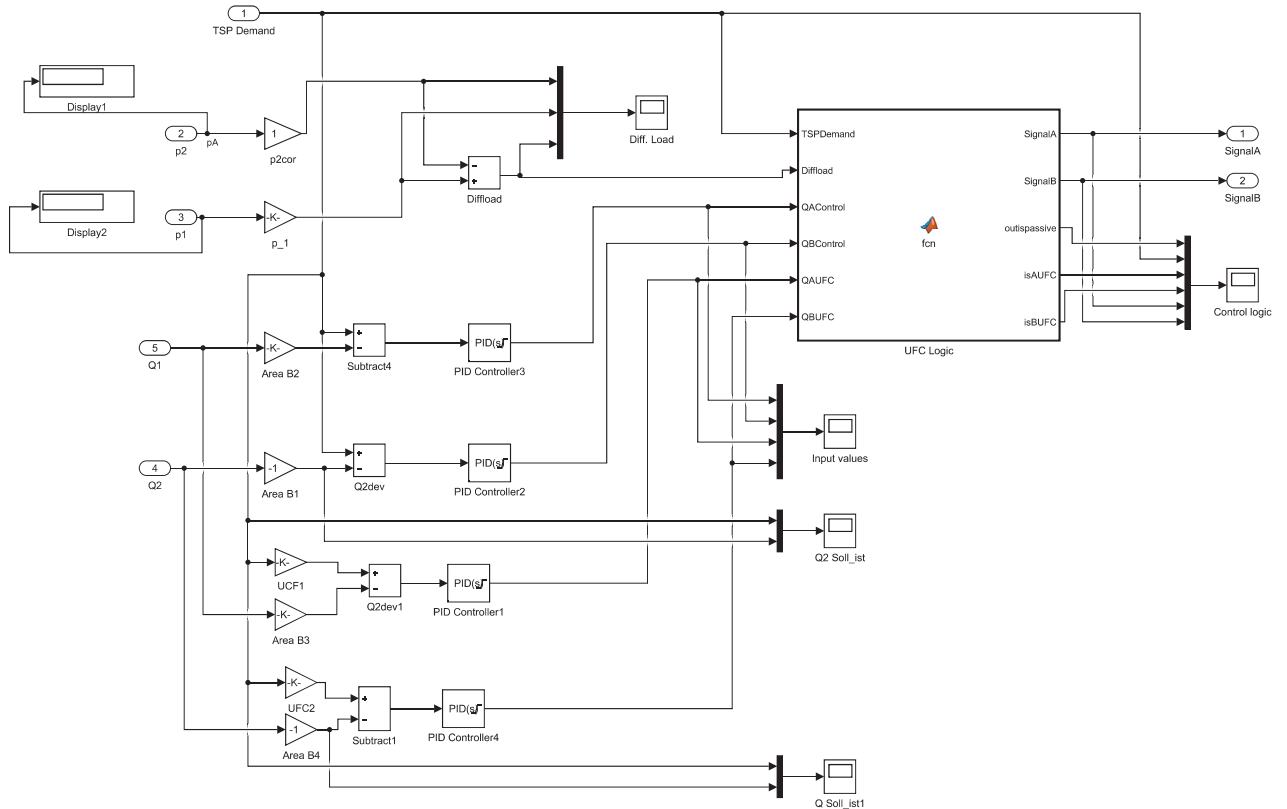 1
TSP Demand
Display1
2
p2
pA
1
p2cor
Diff. Load
Diffload
Display2
3
p1
-K-
p_1
TSPDemand
Diffload
QAControl
QBControl
QAUFC
QBUFC
fcn
SignalA
SignalB
outispassive
isAUFC
isBUFC
UFC Logic
1
SignalA
2
SignalB
Control logic
5
Q1
-K-
Area B2
+
-
Subtract4
PID(s)
PID Controller3
4
Q2
-1
Area B1
+
-
Q2dev
PID(s)
PID Controller2
Input values
Q2 Soll_ist
-K-
UCF1
-K-
Area B3
+
-
Q2dev1
PID(s)
PID Controller1
-K-
UFC2
-1
Area B4
+
-
Subtract1
PID(s)
PID Controller4
Q Soll_ist1